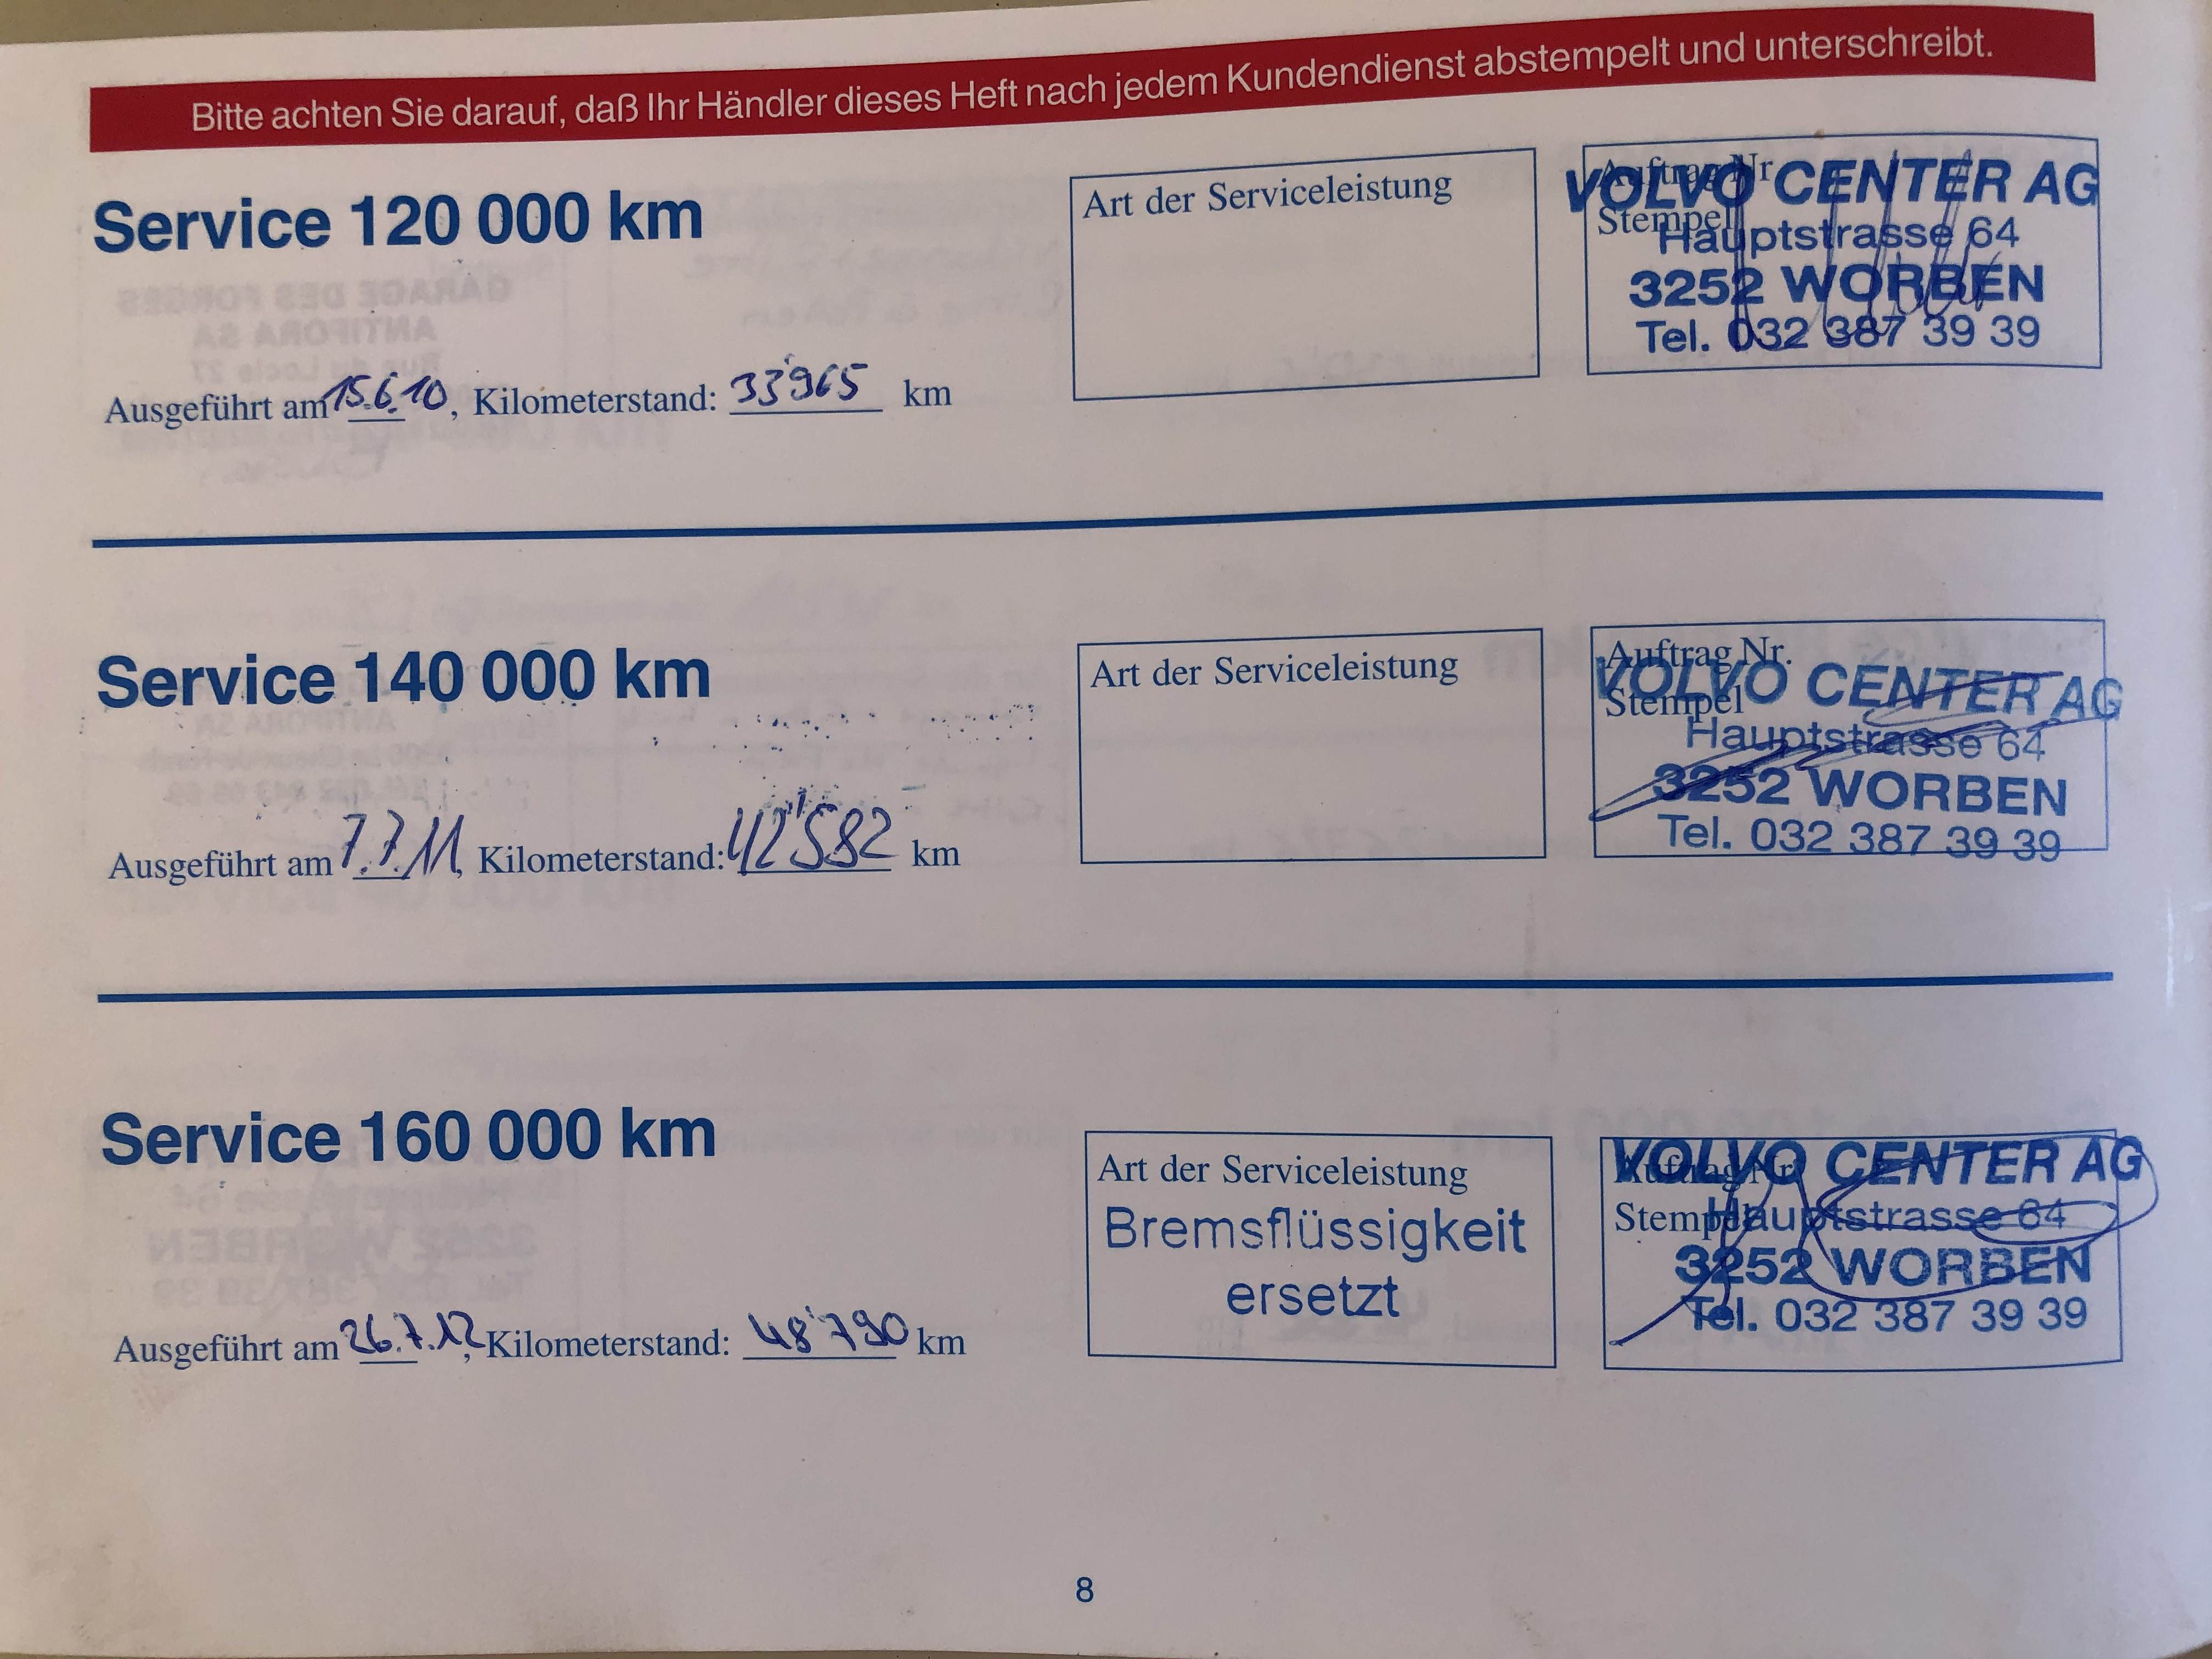 Bitte achten Sie darauf, daß Ihr Händler dieses Heft nach jedem Kundendienst abstempelt und unterschreibt.
Service 120 000 km
Ausgeführt am 15.6.10, Kilometerstand: 33'965 km
Art der Serviceleistung
Auftrag Nr.
Stempel
VOLVO CENTER AG
Hauptstrasse 64
3252 WORBEN
Tel. 032 387 39 39
Service 140 000 km
Ausgeführt am 7.7.11, Kilometerstand: 42'582 km
Art der Serviceleistung
Auftrag Nr.
Stempel
VOLVO CENTER AG
Hauptstrasse 64
3252 WORBEN
Tel. 032 387 39 39
Service 160 000 km
Ausgeführt am 26.7.12, Kilometerstand: 48'790 km
Art der Serviceleistung
Bremsflüssigkeit
ersetzt
Auftrag Nr.
Stempel
VOLVO CENTER AG
Hauptstrasse 64
3252 WORBEN
Tel. 032 387 39 39
8